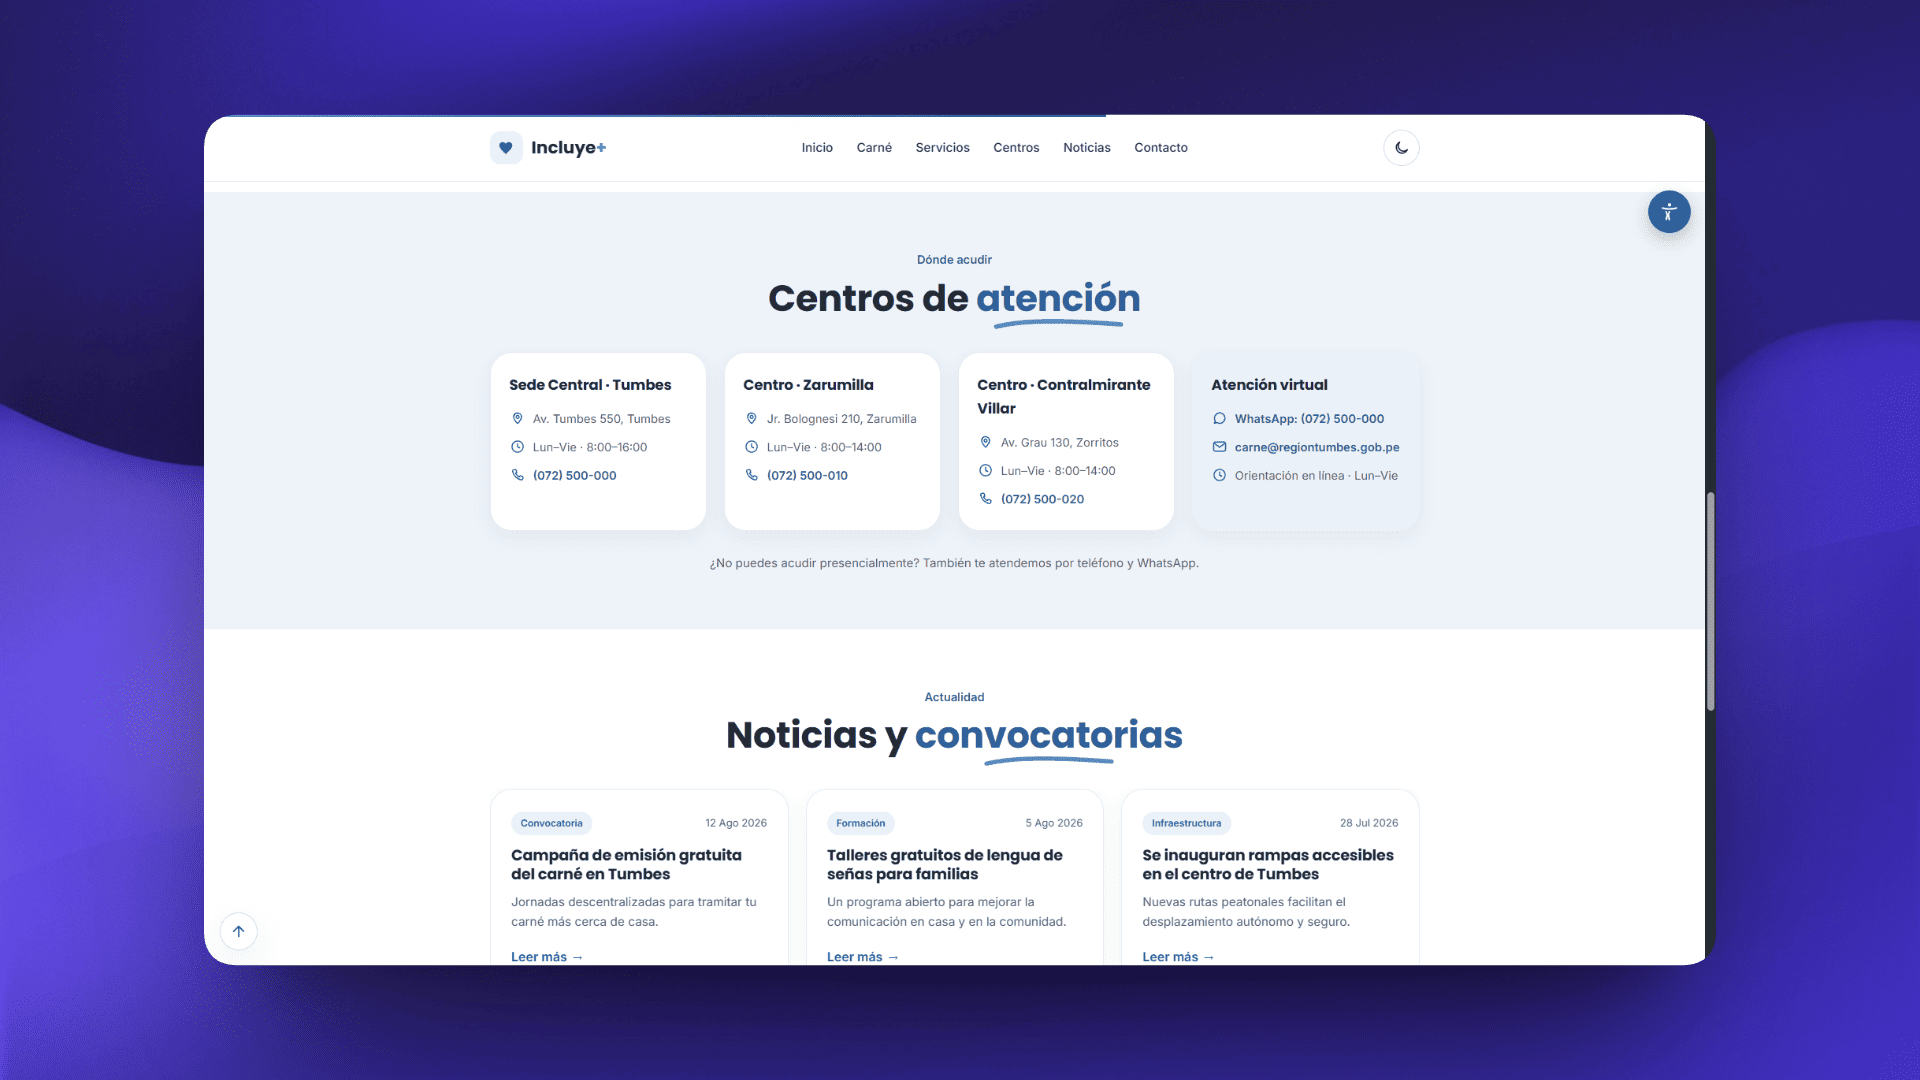 Incluye+
Inicio Carné Servicios Centros Noticias Contacto
Dónde acudir
Centros de atención
Sede Central · Tumbes
Av. Tumbes 550, Tumbes
Lun–Vie · 8:00–16:00
(072) 500-000
Centro · Zarumilla
Jr. Bolognesi 210, Zarumilla
Lun–Vie · 8:00–14:00
(072) 500-010
Centro · Contralmirante
Villar
Av. Grau 130, Zorritos
Lun–Vie · 8:00–14:00
(072) 500-020
Atención virtual
WhatsApp: (072) 500-000
carne@regiontumbes.gob.pe
Orientación en línea · Lun–Vie
¿No puedes acudir presencialmente? También te atendemos por teléfono y WhatsApp.
Actualidad
Noticias y convocatorias
Convocatoria 12 Ago 2026
Campaña de emisión gratuita
del carné en Tumbes
Jornadas descentralizadas para tramitar tu
carné más cerca de casa.
Leer más →
Formación 5 Ago 2026
Talleres gratuitos de lengua de
señas para familias
Un programa abierto para mejorar la
comunicación en casa y en la comunidad.
Leer más →
Infraestructura 28 Jul 2026
Se inauguran rampas accesibles
en el centro de Tumbes
Nuevas rutas peatonales facilitan el
desplazamiento autónomo y seguro.
Leer más →